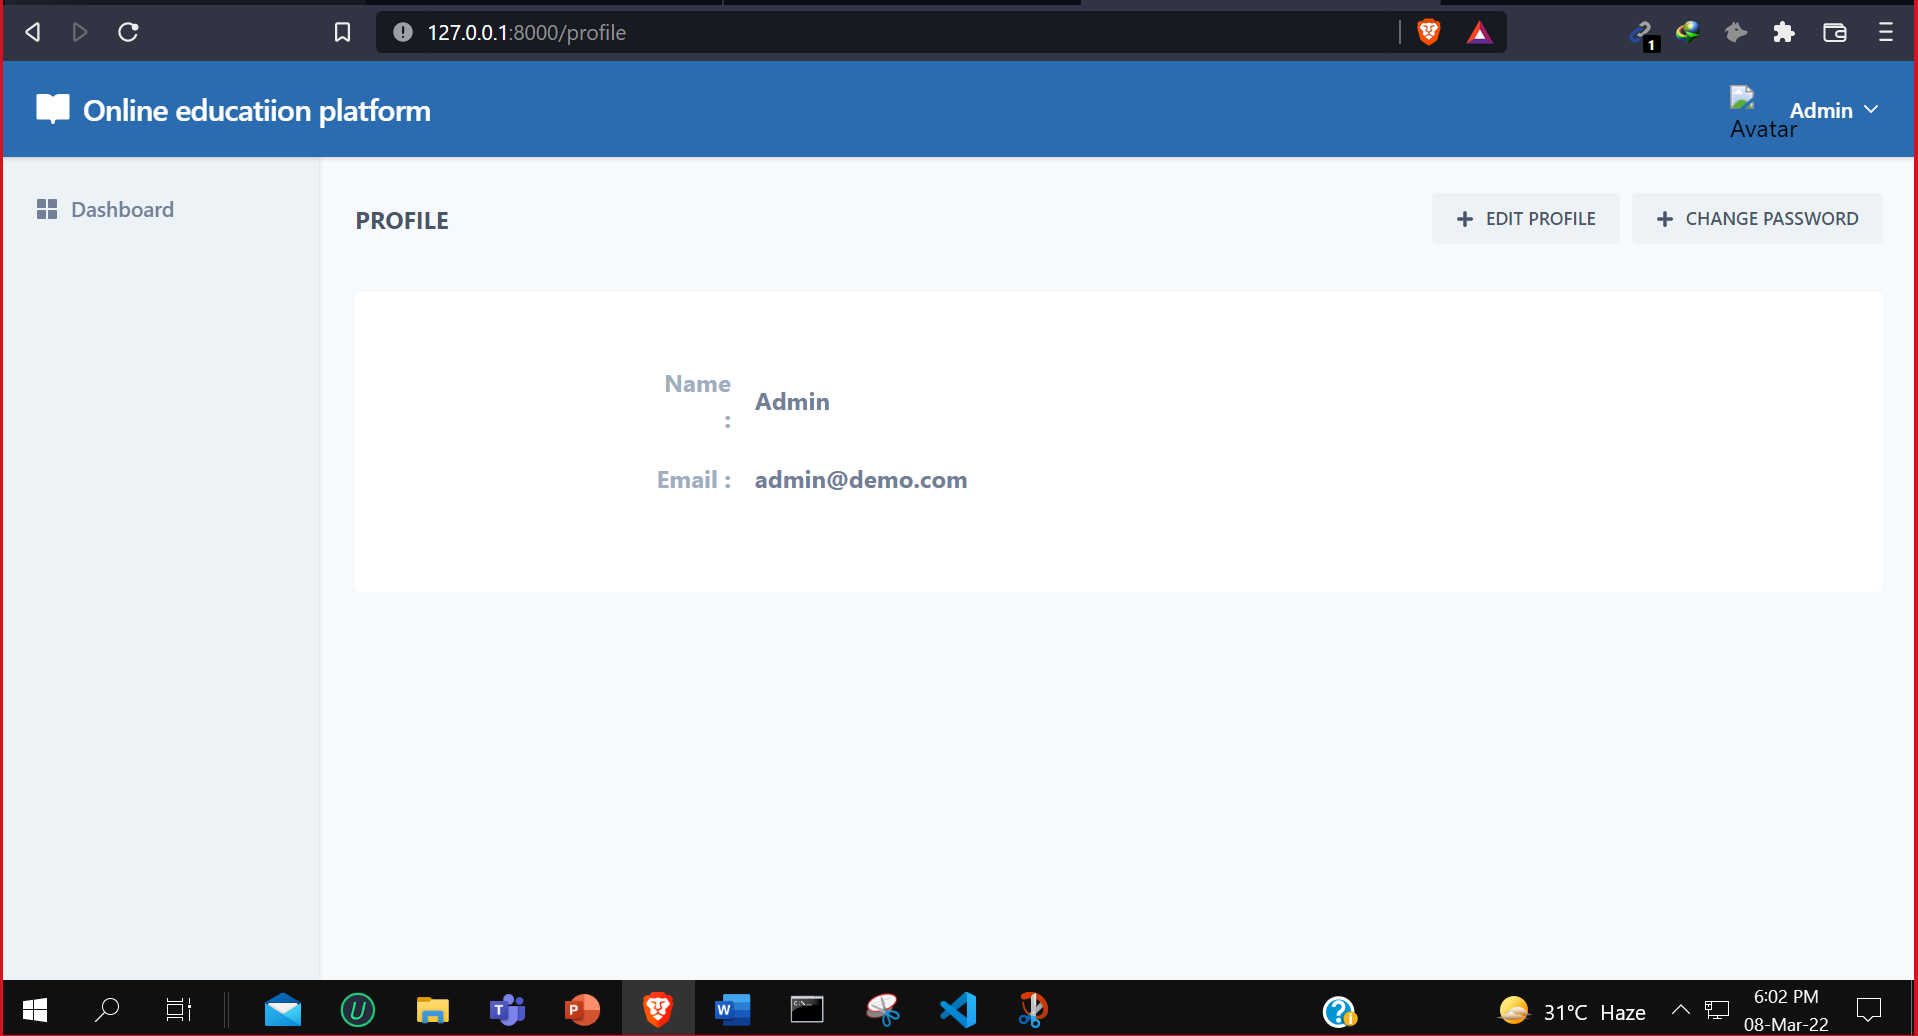 127.0.0.1:8000/profile
1
Online educatiion platform
Avatar
Admin
Dashboard
PROFILE
EDIT PROFILE
CHANGE PASSWORD
Name
:
Admin
Email :
admin@demo.com
31°C Haze
6:02 PM
08-Mar-22